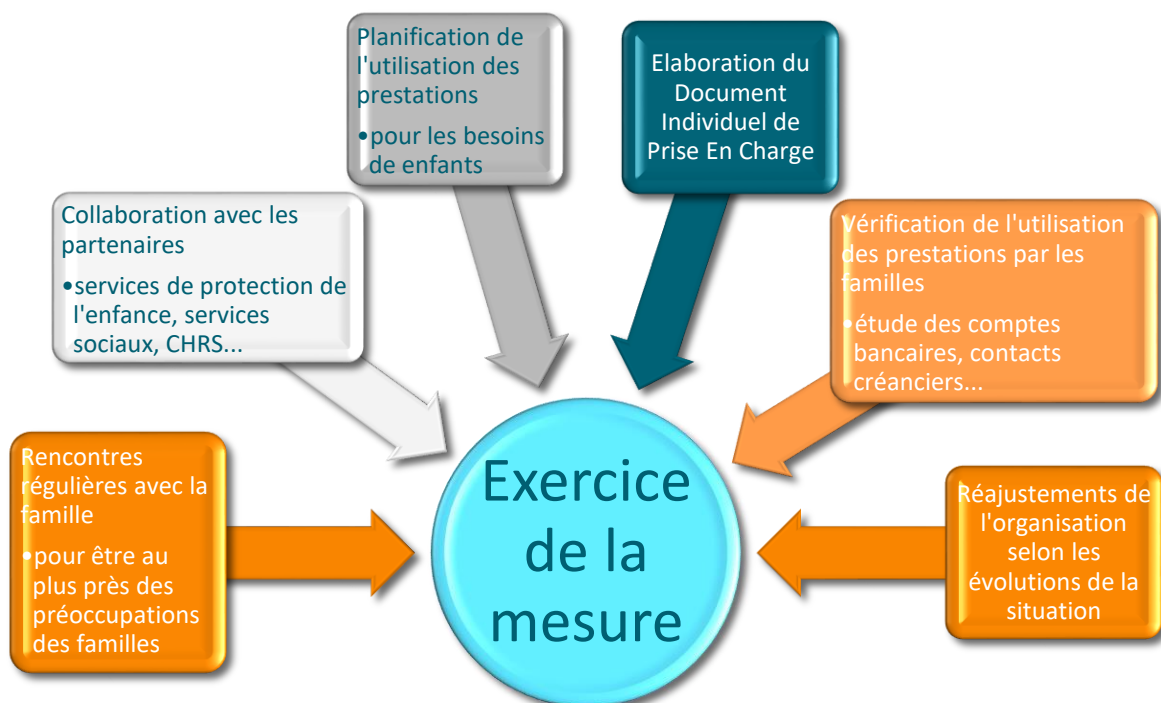 Planification de
l'utilisation des
prestations
•pour les besoins
de enfants
Elaboration du
Document
Individuel de
Prise En Charge
Collaboration avec les
partenaires
•services de protection de
l'enfance, services
sociaux, CHRS...
Vérification de l'utilisation
des prestations par les
familles
•étude des comptes
bancaires, contacts
créanciers...
Rencontres
régulières avec la
famille
•pour être au
plus près des
préoccupations
des familles
Exercice
de la
mesure
Réajustements de
l'organisation
selon les
évolutions de la
situation